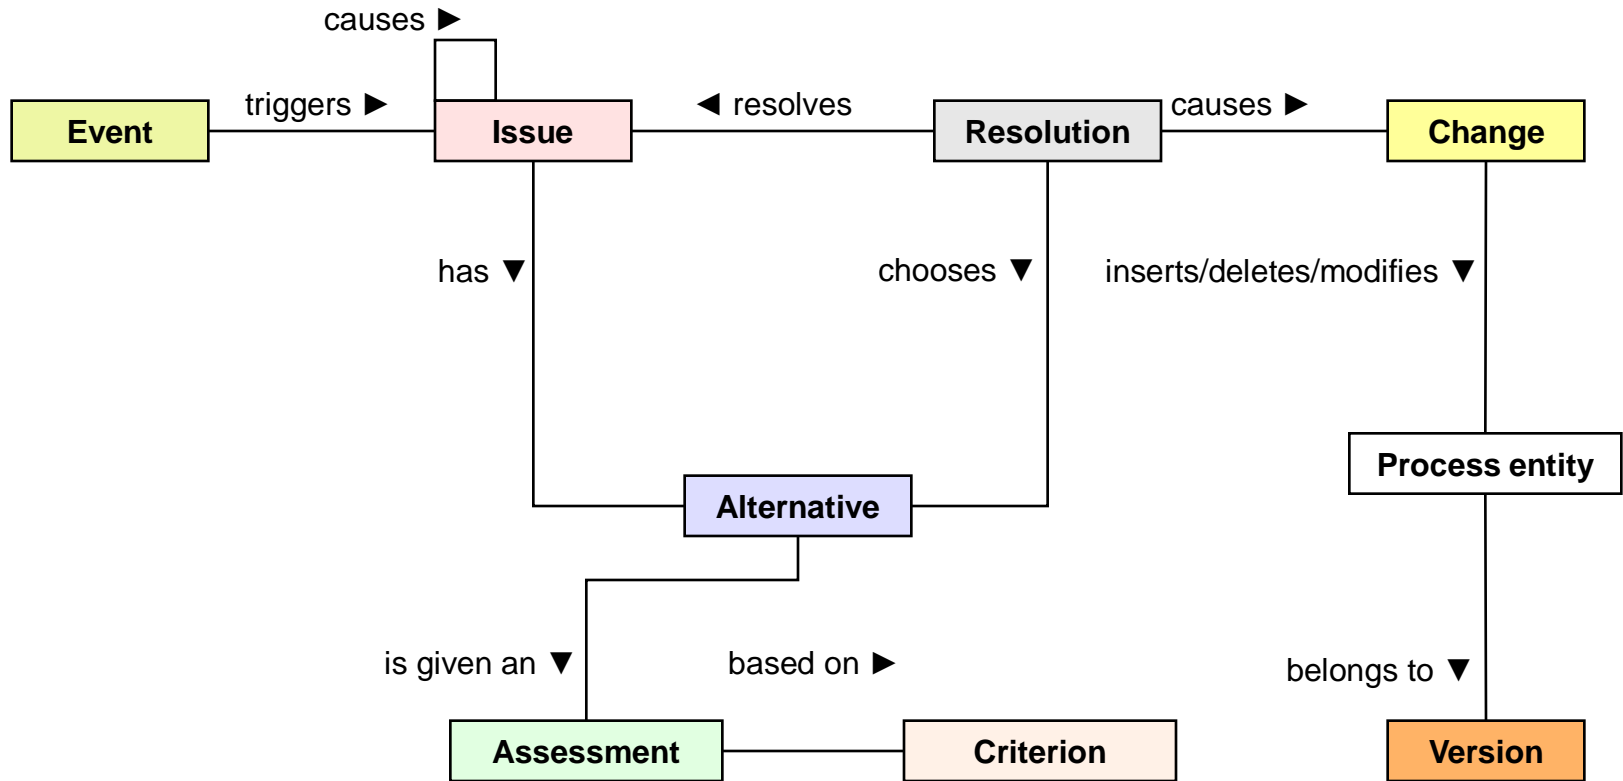 causes ►
triggers ►
◄ resolves
causes ►
Event
Issue
Resolution
Change
has ▼
chooses ▼
inserts/deletes/modifies ▼
Process entity
Alternative
is given an ▼
based on ►
belongs to ▼
Assessment
Criterion
Version